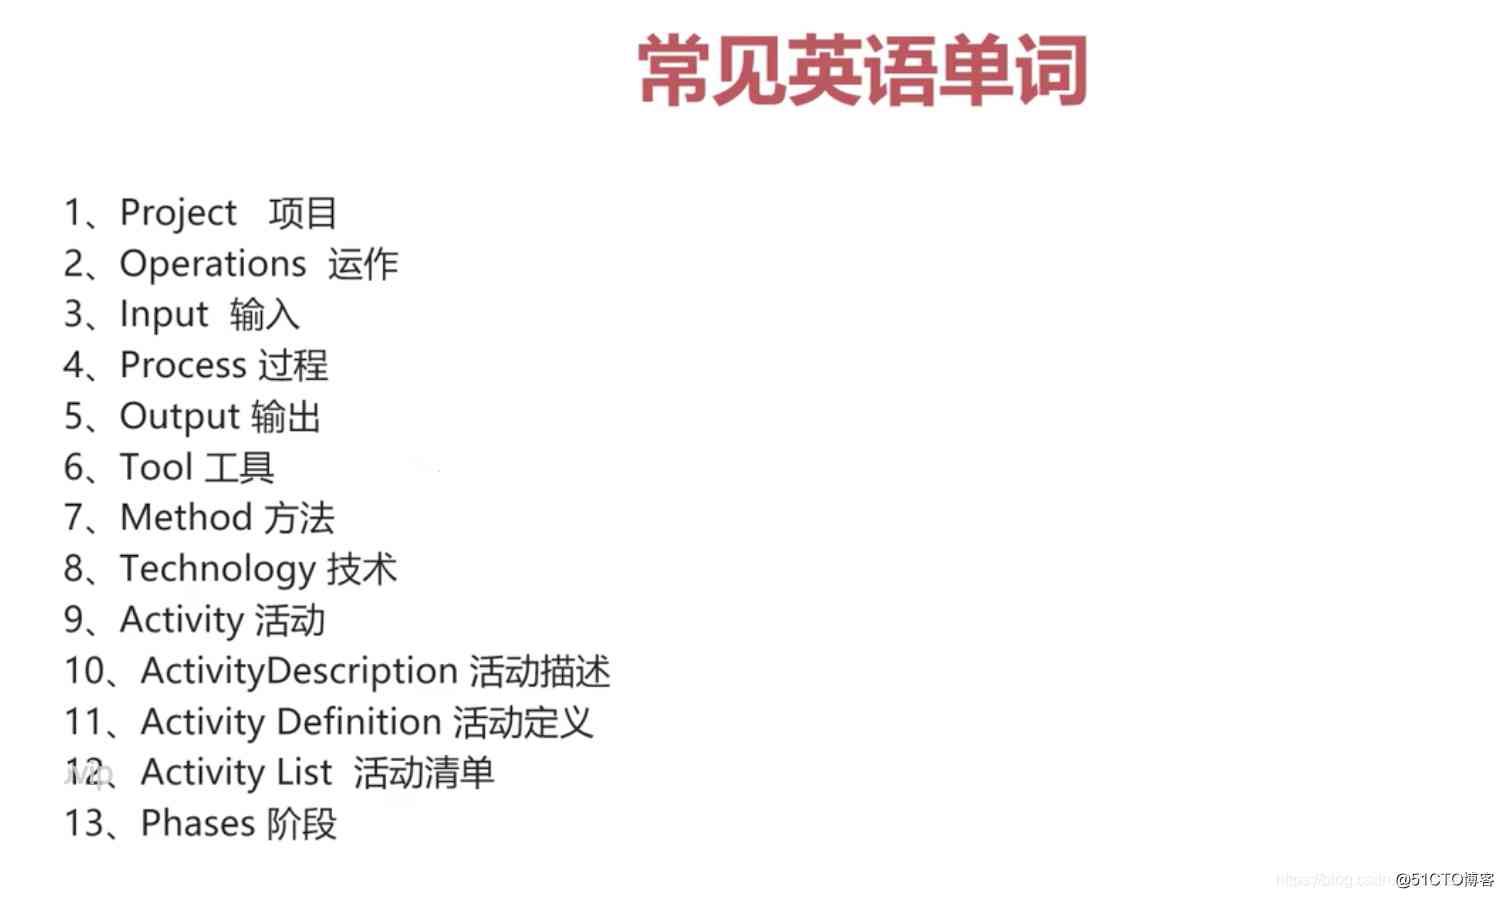 常见英语单词
1、Project 项目
2、Operations 运作
3、Input 输入
4、Process 过程
5、Output 输出
6、Tool 工具
7、Method 方法
8、Technology 技术
9、Activity 活动
10、ActivityDescription 活动描述
11、Activity Definition 活动定义
12、Activity List 活动清单
13、Phases 阶段
https://blog.csdn @51CTO博客